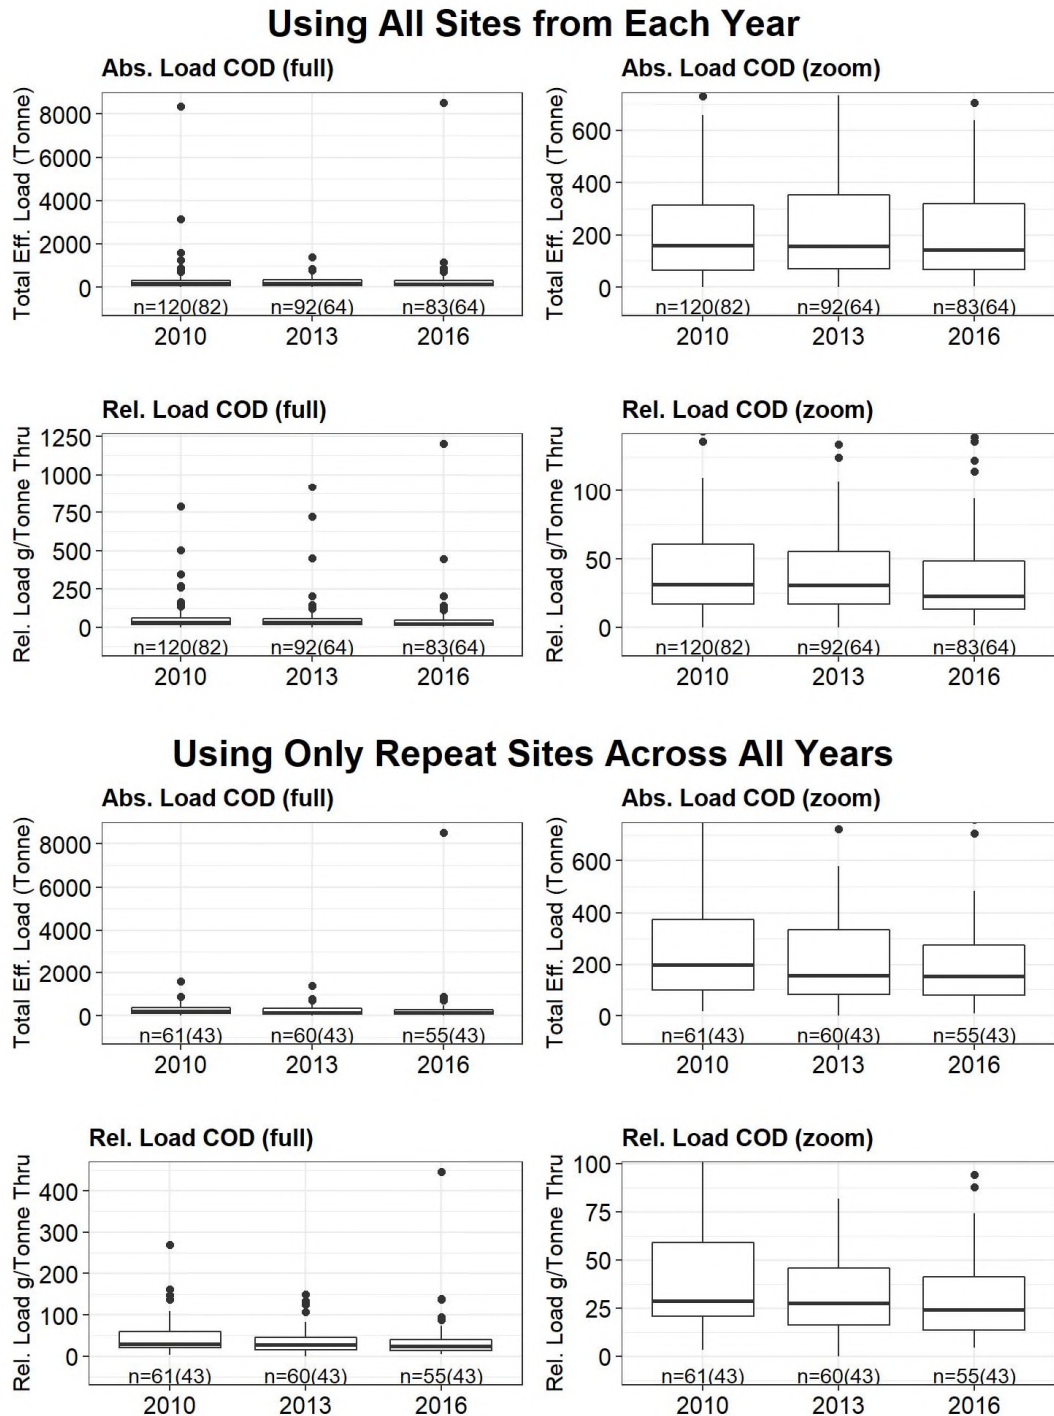 Using All Sites from Each Year
Abs. Load COD (full)
Total Eff. Load (Tonne)
8000
6000
4000
2000
0
n=120(82) n=92(64) n=83(64)
2010 2013 2016
Abs. Load COD (zoom)
Total Eff. Load (Tonne)
600
400
200
0
n=120(82) n=92(64) n=83(64)
2010 2013 2016
Rel. Load COD (full)
Rel. Load g/Tonne Thru
1250
1000
750
500
250
0
n=120(82) n=92(64) n=83(64)
2010 2013 2016
Rel. Load COD (zoom)
Rel. Load g/Tonne Thru
100
50
0
n=120(82) n=92(64) n=83(64)
2010 2013 2016
Using Only Repeat Sites Across All Years
Abs. Load COD (full)
Total Eff. Load (Tonne)
8000
6000
4000
2000
0
n=61(43) n=60(43) n=55(43)
2010 2013 2016
Abs. Load COD (zoom)
Total Eff. Load (Tonne)
600
400
200
0
n=61(43) n=60(43) n=55(43)
2010 2013 2016
Rel. Load COD (full)
Rel. Load g/Tonne Thru
400
300
200
100
0
n=61(43) n=60(43) n=55(43)
2010 2013 2016
Rel. Load COD (zoom)
Rel. Load g/Tonne Thru
100
75
50
25
0
n=61(43) n=60(43) n=55(43)
2010 2013 2016